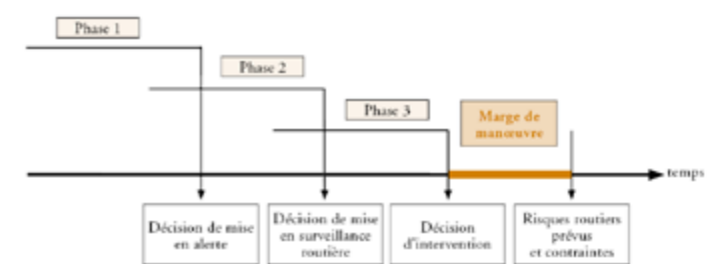 Phase 1
Phase 2
Phase 3
Marge de
manœuvre
temps
Décision de mise
en alerte
Décision de mise
en surveillance
routière
Décision
d'intervention
Risques routiers
prévus
et contraintes